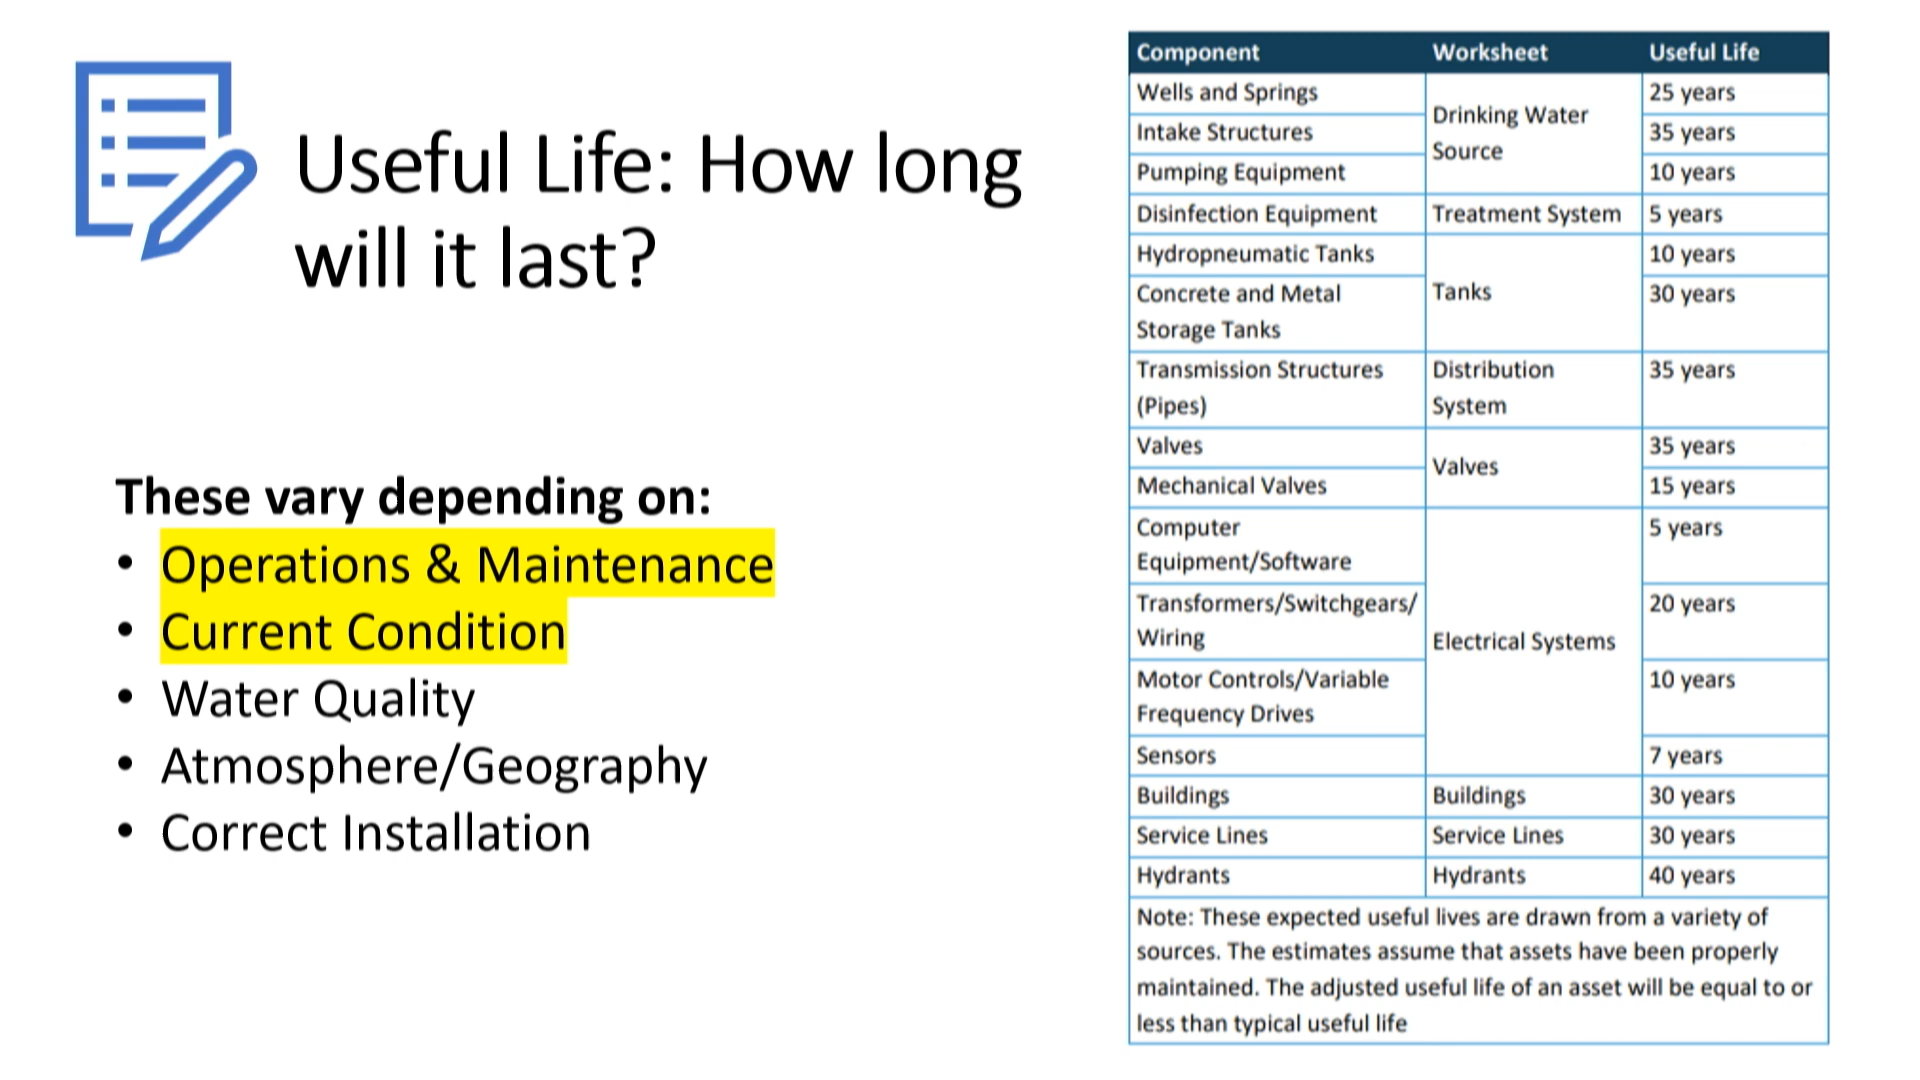 Useful Life: How long
will it last?
These vary depending on:
• Operations & Maintenance
• Current Condition
• Water Quality
• Atmosphere/Geography
• Correct Installation
Component Worksheet Useful Life
Wells and Springs Drinking Water Source 25 years
Intake Structures 35 years
Pumping Equipment 10 years
Disinfection Equipment Treatment System 5 years
Hydropneumatic Tanks Tanks 10 years
Concrete and Metal 30 years
Storage Tanks
Transmission Structures Distribution 35 years
(Pipes) System
Valves Valves 35 years
Mechanical Valves 15 years
Computer 5 years
Equipment/Software
Transformers/Switchgears/ 20 years
Wiring Electrical Systems
Motor Controls/Variable 10 years
Frequency Drives
Sensors 7 years
Buildings Buildings 30 years
Service Lines Service Lines 30 years
Hydrants Hydrants 40 years
Note: These expected useful lives are drawn from a variety of
sources. The estimates assume that assets have been properly
maintained. The adjusted useful life of an asset will be equal to or
less than typical useful life